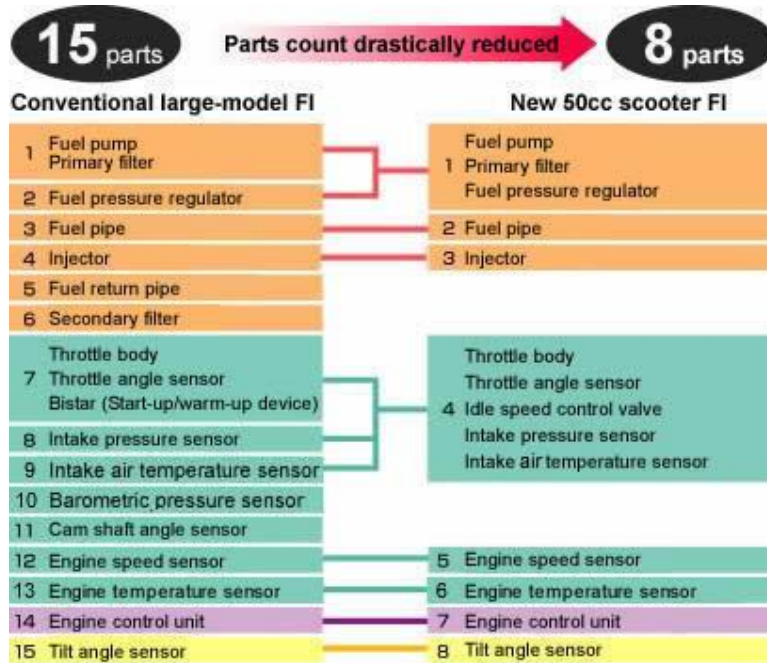 15 parts
Parts count drastically reduced
8 parts
Conventional large-model FI
New 50cc scooter FI
1 Fuel pump
Primary filter
2 Fuel pressure regulator
3 Fuel pipe
4 Injector
5 Fuel return pipe
6 Secondary filter
7 Throttle body
Throttle angle sensor
Bistar (Start-up/warm-up device)
8 Intake pressure sensor
9 Intake air temperature sensor
10 Barometric pressure sensor
11 Cam shaft angle sensor
12 Engine speed sensor
13 Engine temperature sensor
14 Engine control unit
15 Tilt angle sensor
Fuel pump
1 Primary filter
Fuel pressure regulator
2 Fuel pipe
3 Injector
Throttle body
Throttle angle sensor
4 Idle speed control valve
Intake pressure sensor
Intake air temperature sensor
5 Engine speed sensor
6 Engine temperature sensor
7 Engine control unit
8 Tilt angle sensor